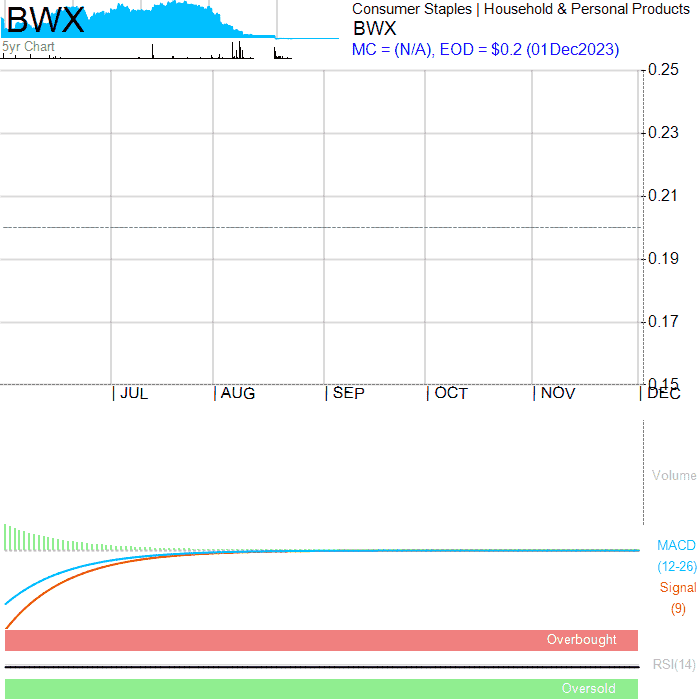 BWX
5yr Chart
Consumer Staples | Household & Personal Products
BWX
MC = (N/A), EOD = $0.2 (01Dec2023)
0.25
0.23
0.21
0.19
0.17
0.15
| JUL | AUG | SEP | OCT | NOV | DEC
Volume
MACD
(12-26)
Signal
(9)
Overbought
RSI(14)
Oversold